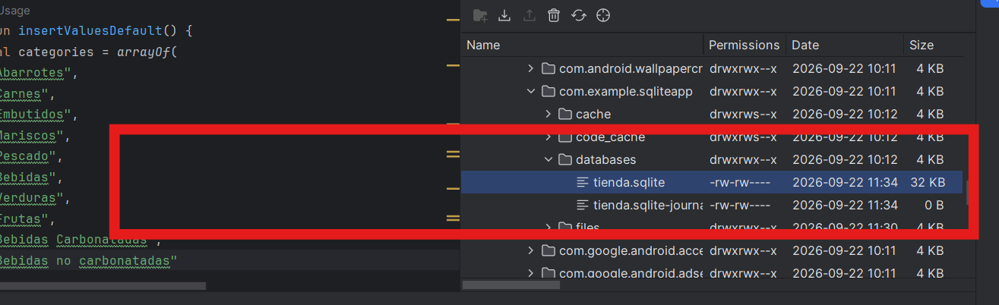 Usage
un insertValuesDefault() {
al categories = arrayOf(
Abarrotes",
Carnes",
Embutidos",
Mariscos",
Pescado",
Bebidas",
Verduras",
Frutas",
Bebidas Carbonatadas",
Bebidas no carbonatadas"
Name Permissions Date Size
com.android.wallpapercr drwxrwx--x 2026-09-22 10:11 4 KB
com.example.sqliteapp drwxrwx--x 2026-09-22 10:11 4 KB
cache drwxrws--x 2026-09-22 10:12 4 KB
code_cache drwxrws--x 2026-09-22 10:12 4 KB
databases drwxrwx--x 2026-09-22 10:12 4 KB
tienda.sqlite -rw-rw---- 2026-09-22 11:34 32 KB
tienda.sqlite-journa -rw-rw---- 2026-09-22 11:34 0 B
files drwxrwx--x 2026-09-22 11:30 4 KB
com.google.android.acce drwxrwx--x 2026-09-22 10:11 4 KB
com.google.android.adse drwxrwx--x 2026-09-22 10:11 4 KB